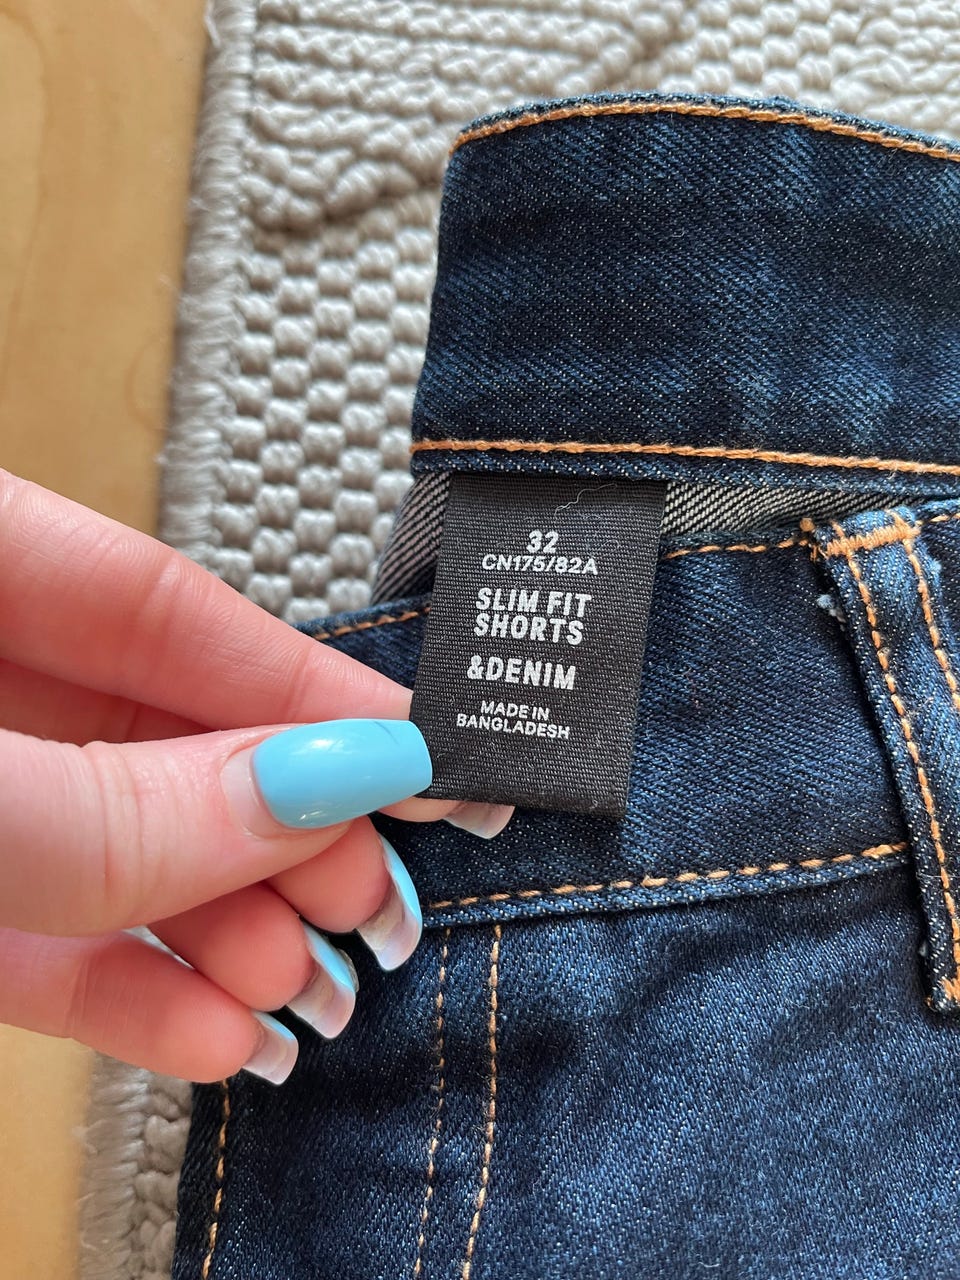 32
CN175/82A
SLIM FIT
SHORTS
&DENIM
MADE IN
BANGLADESH